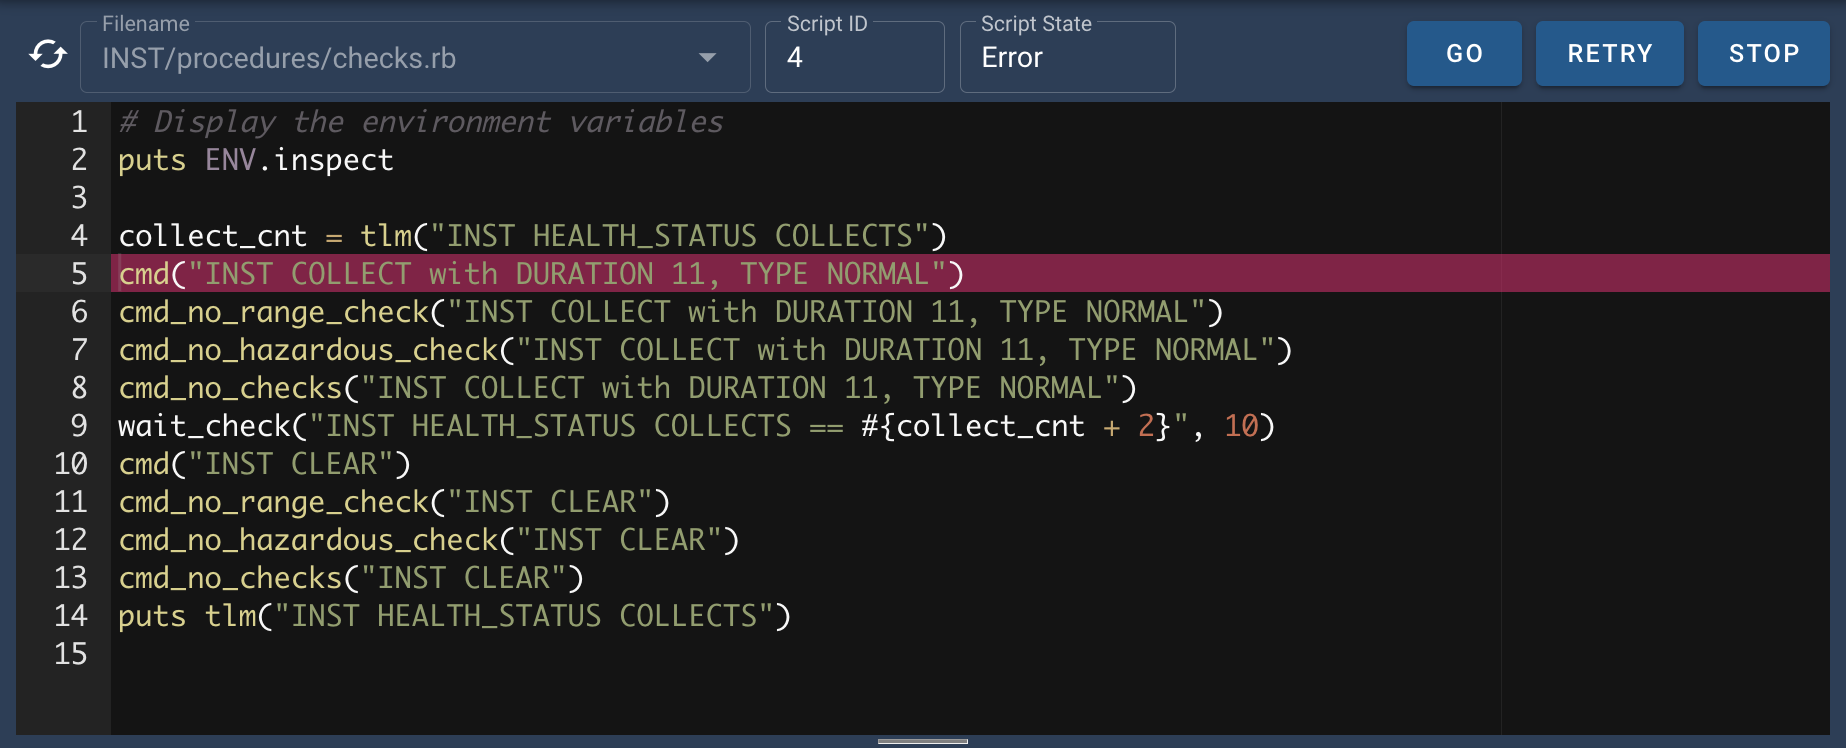 Filename
INST/procedures/checks.rb
Script ID
4
Script State
Error
GO
RETRY
STOP
1 # Display the environment variables
2 puts ENV.inspect
3
4 collect_cnt = tlm("INST HEALTH_STATUS COLLECTS")
5 cmd("INST COLLECT with DURATION 11, TYPE NORMAL")
6 cmd_no_range_check("INST COLLECT with DURATION 11, TYPE NORMAL")
7 cmd_no_hazardous_check("INST COLLECT with DURATION 11, TYPE NORMAL")
8 cmd_no_checks("INST COLLECT with DURATION 11, TYPE NORMAL")
9 wait_check("INST HEALTH_STATUS COLLECTS == #{collect_cnt + 2}", 10)
10 cmd("INST CLEAR")
11 cmd_no_range_check("INST CLEAR")
12 cmd_no_hazardous_check("INST CLEAR")
13 cmd_no_checks("INST CLEAR")
14 puts tlm("INST HEALTH_STATUS COLLECTS")
15